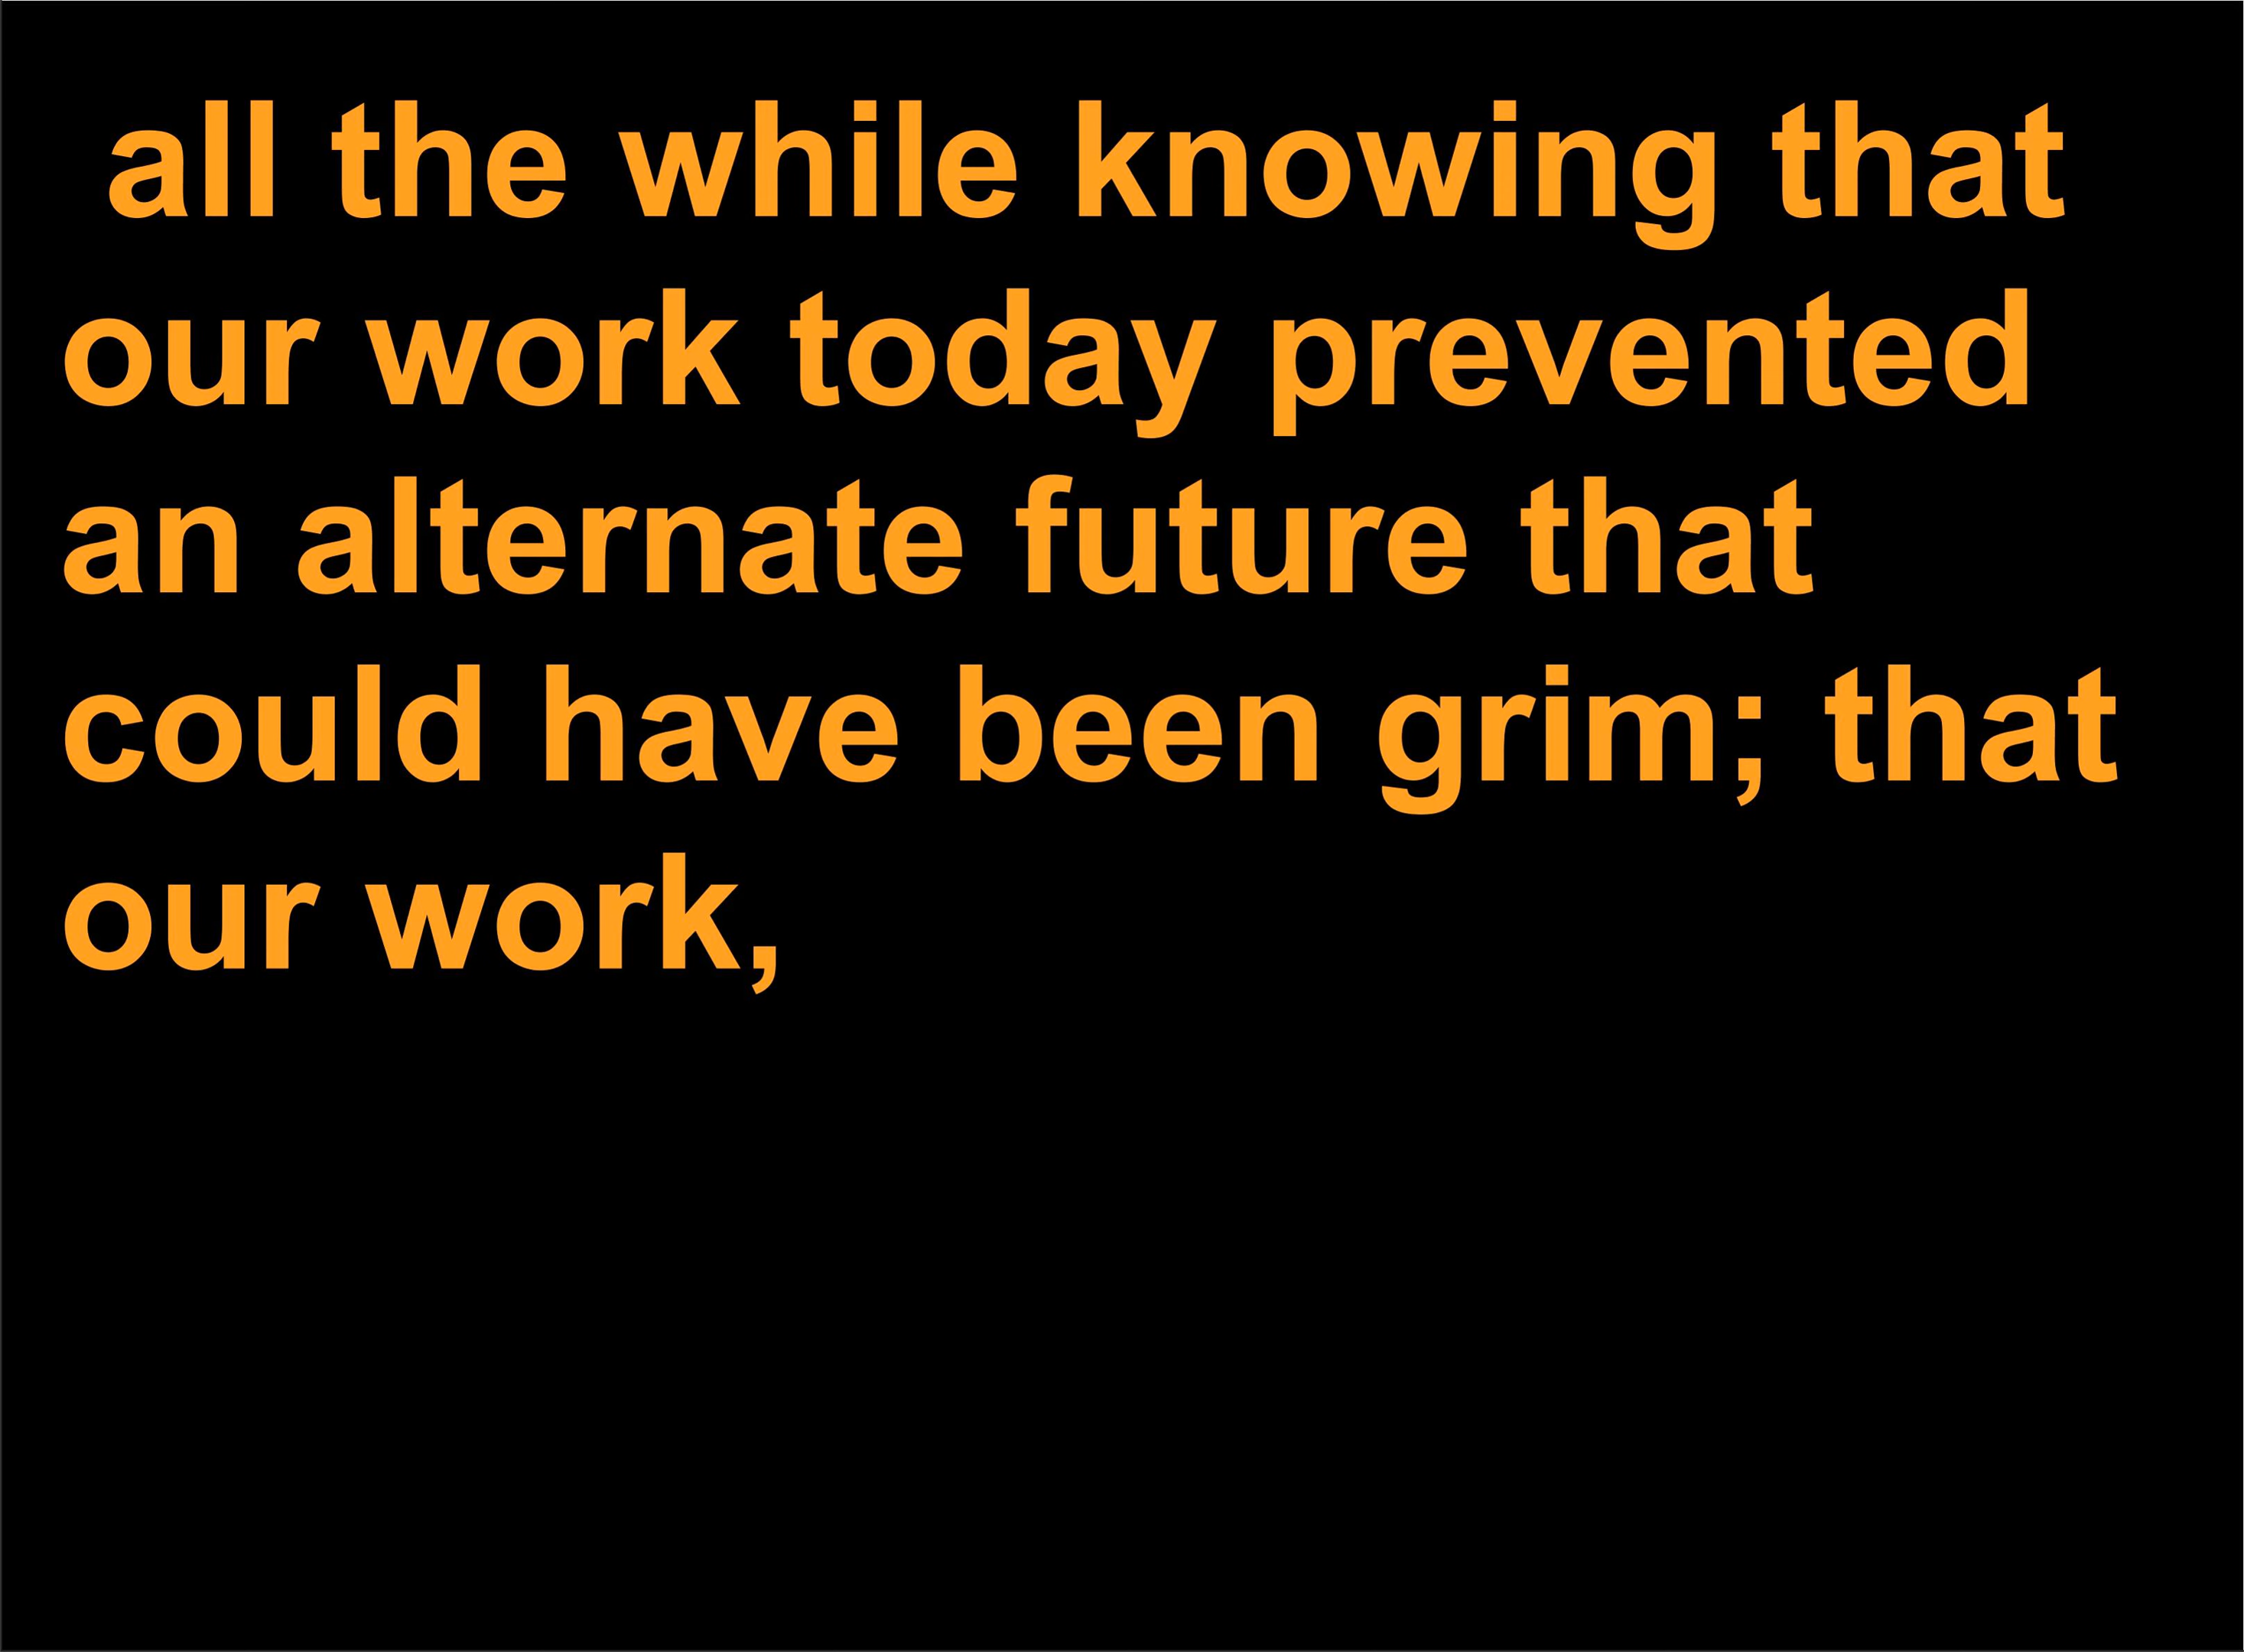 all the while knowing that
our work today prevented
an alternate future that
could have been grim; that
our work,